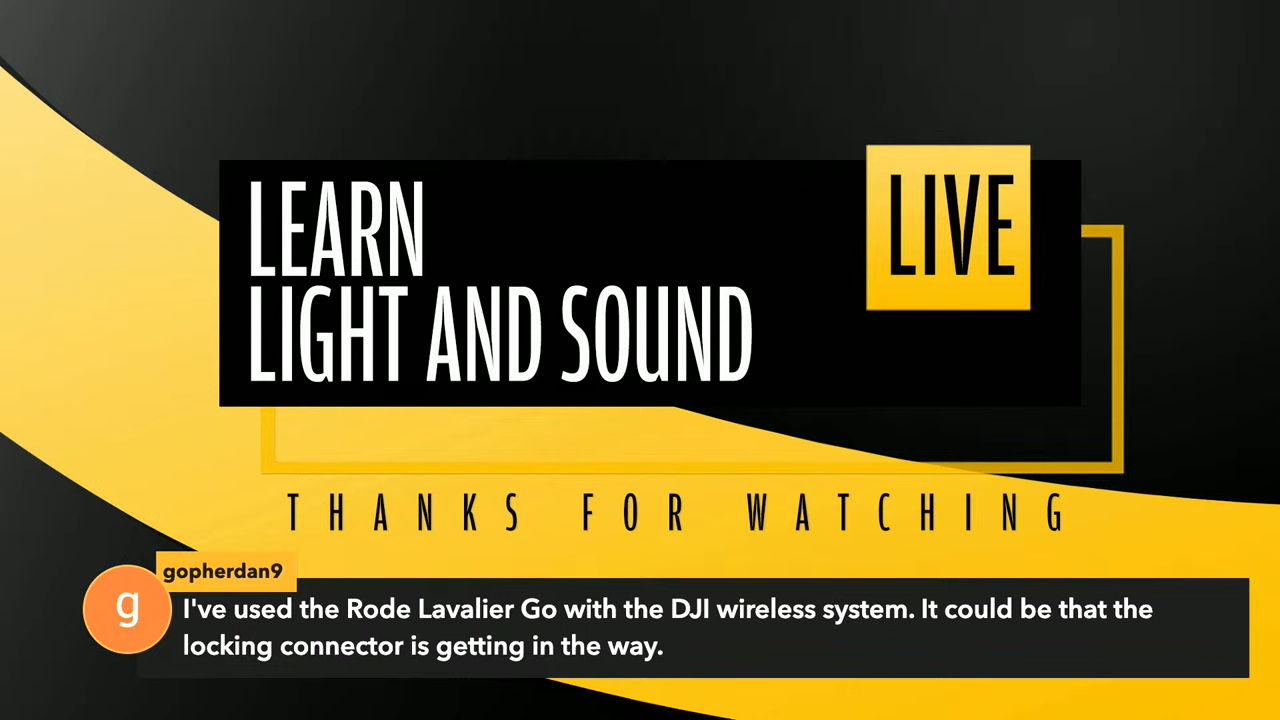 LEARN
LIGHT AND SOUND
LIVE
THANKS FOR WATCHING
gopherdan9
g
I've used the Rode Lavalier Go with the DJI wireless system. It could be that the
locking connector is getting in the way.